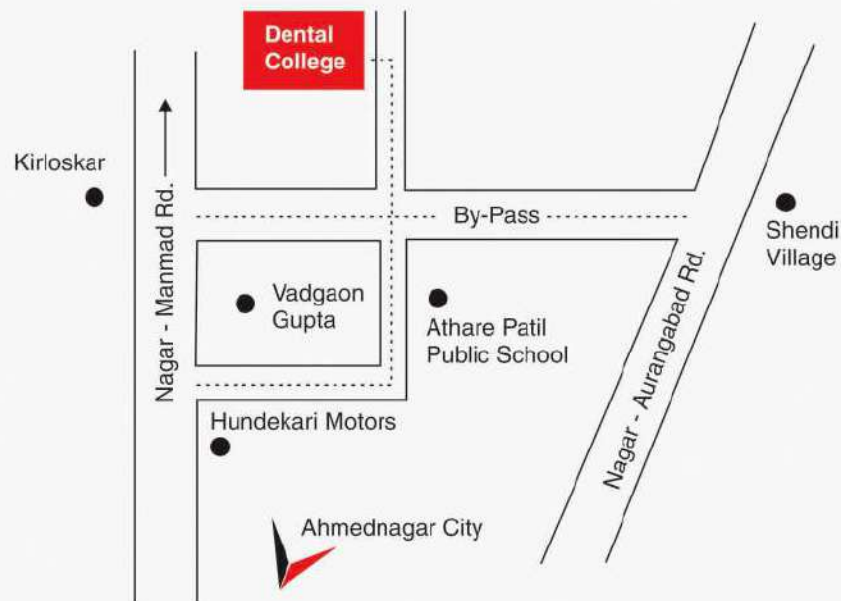 Dental
College
Kirloskar
Nagar - Manmad Rd.
By-Pass
Shendi
Village
Vadgaon
Gupta
Athare Patil
Public School
Nagar - Aurangabad Rd.
Hundekari Motors
Ahmednagar City